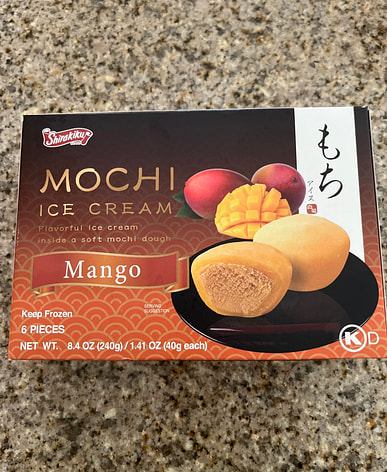 Shirakiku
MOCHI
ICE CREAM
Flavorful ice cream
inside a soft mochi dough
Mango
Keep Frozen
6 PIECES
NET WT. 8.4 OZ (240g) / 1.41 OZ (40g each)
SERVING
SUGGESTION
もち
アイス
K D